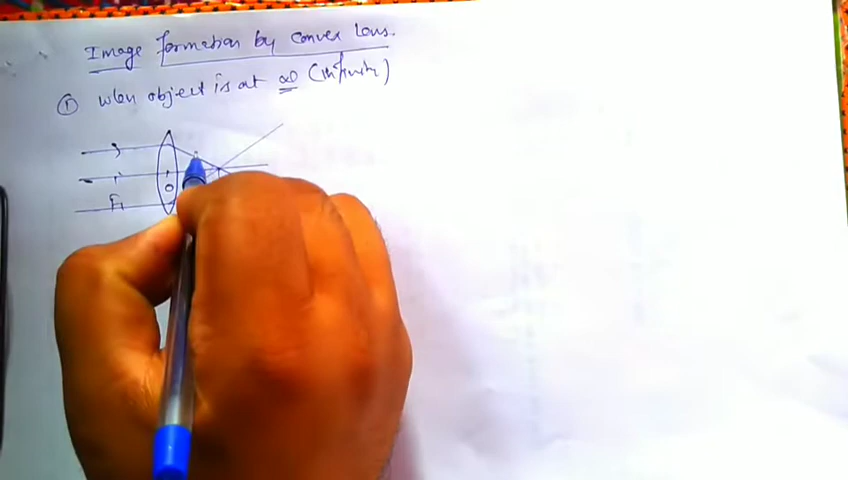 Image formation by convex lens.
① when object is at ∞ (infinity)
F₁
O